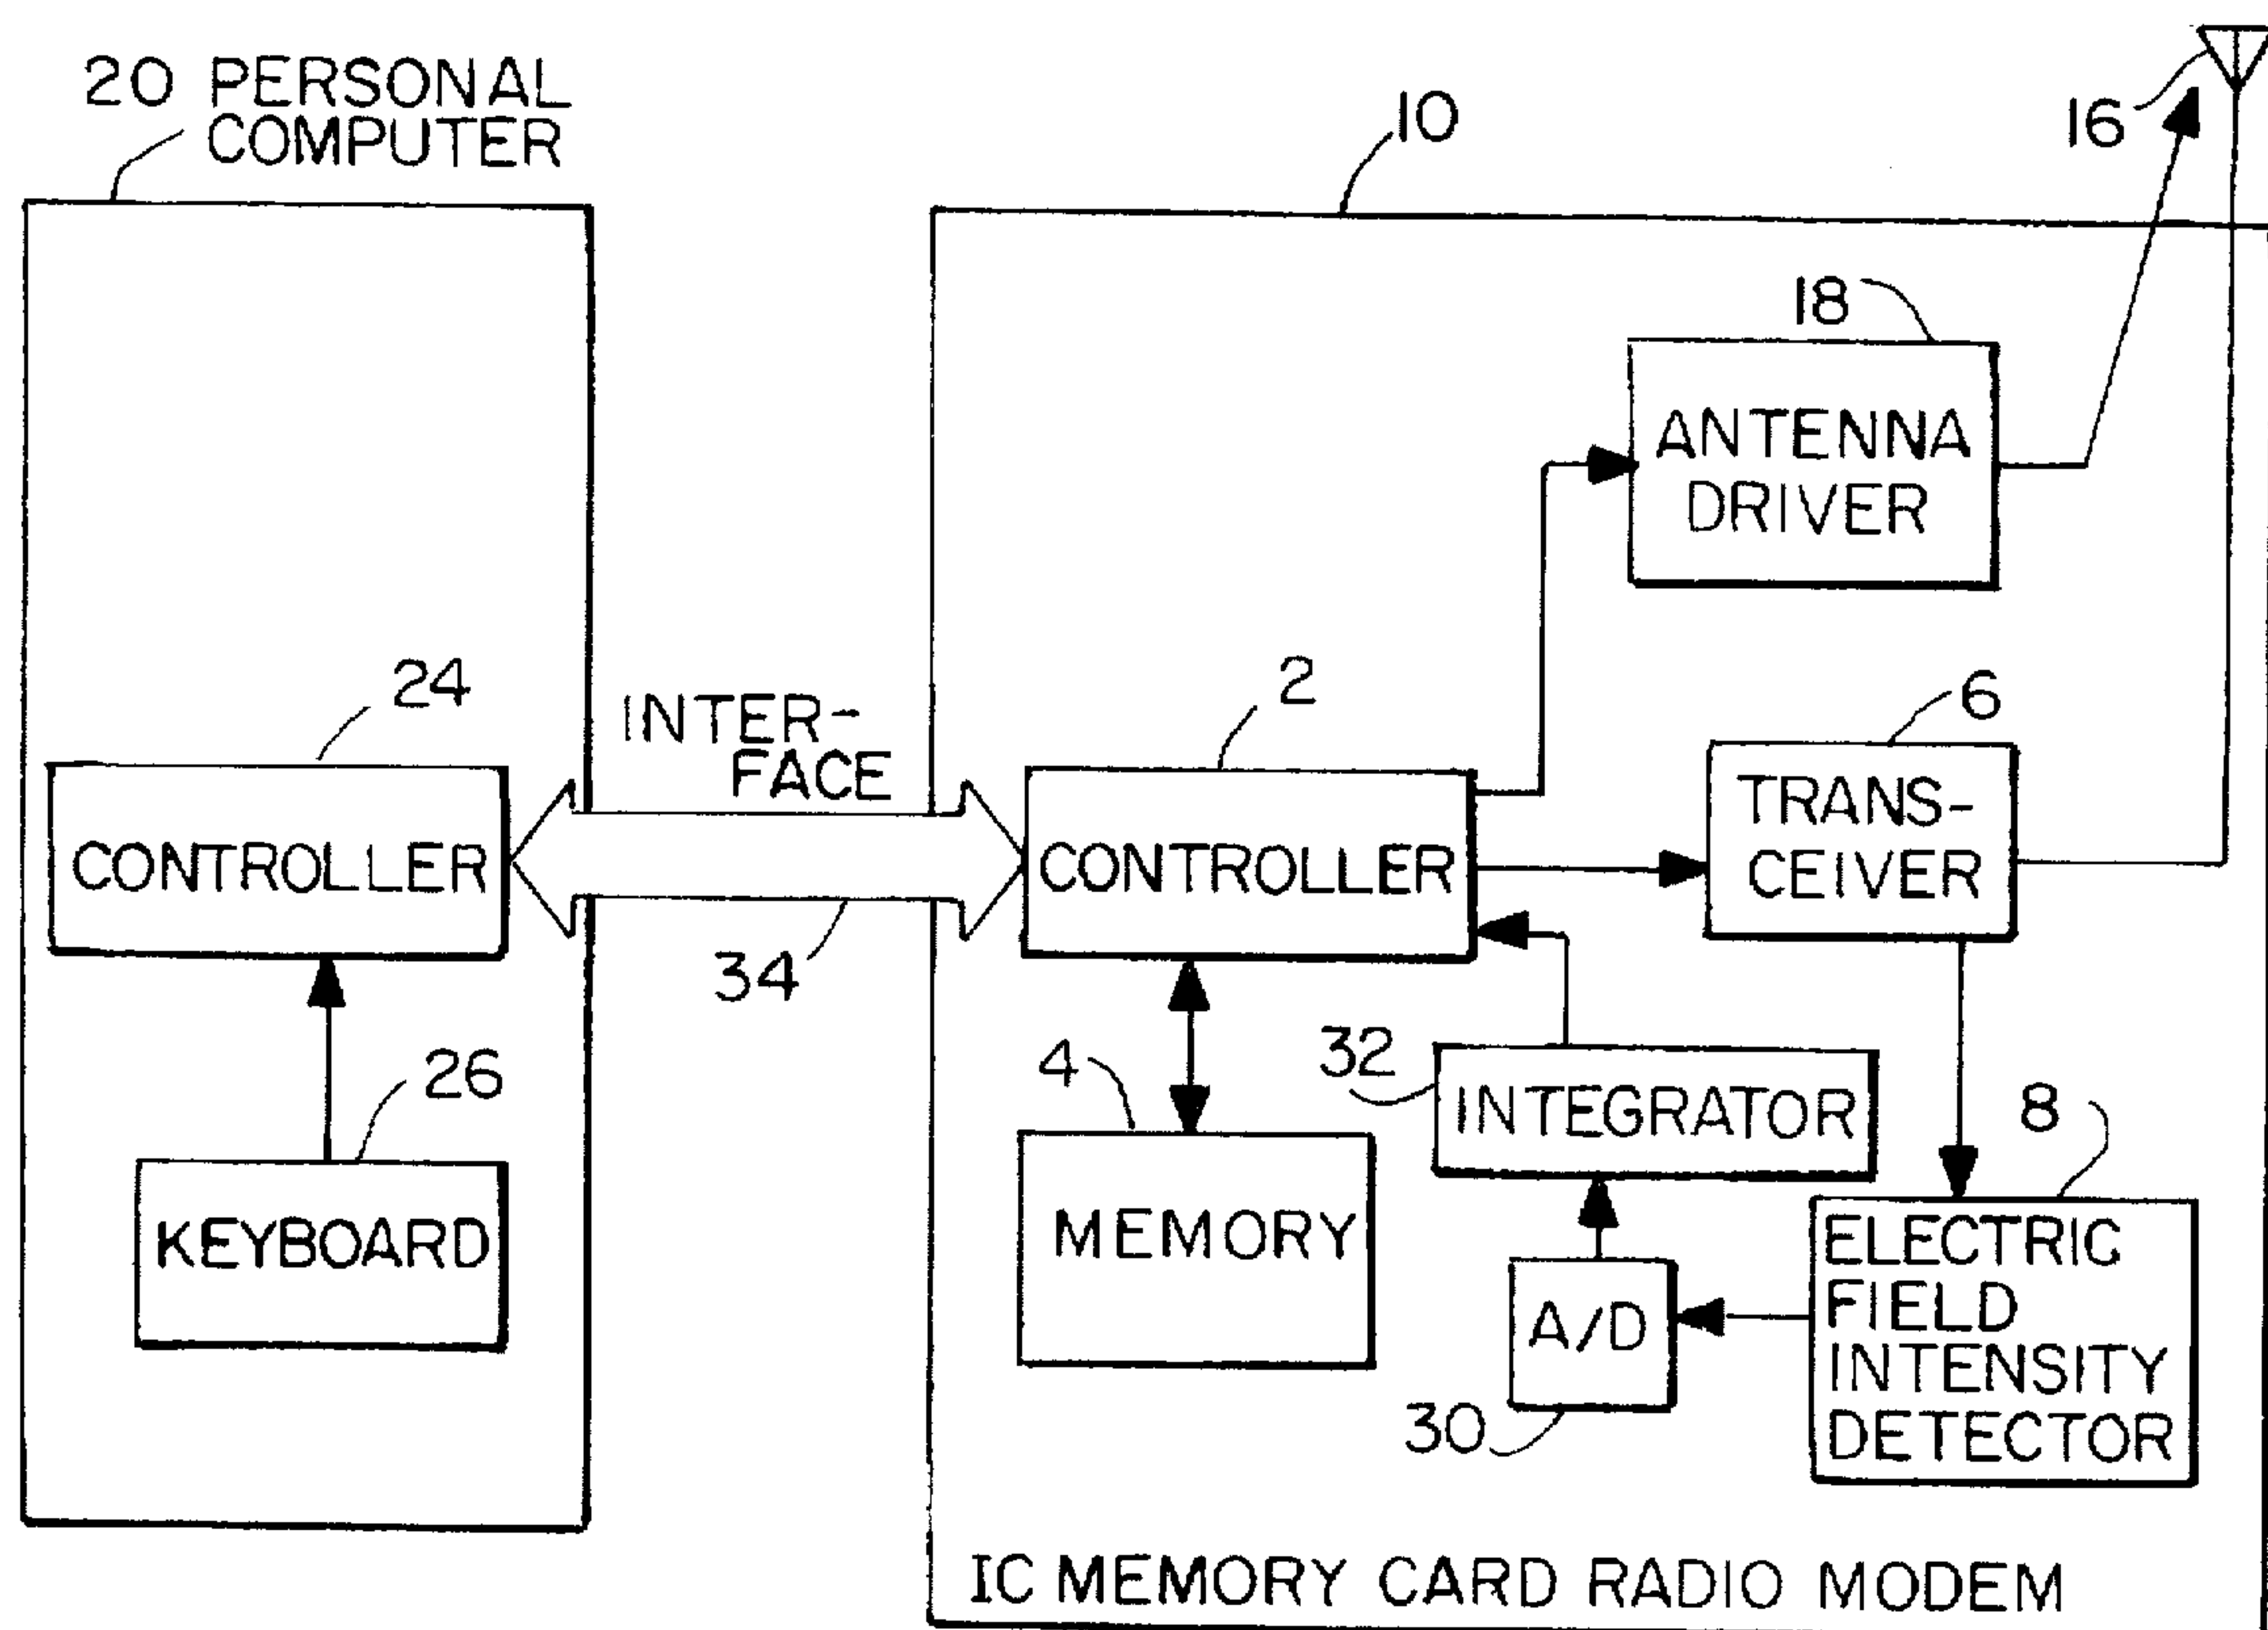 20 PERSONAL
COMPUTER
10
16
18
ANTENNA
DRIVER
24
INTER-
FACE
2
6
CONTROLLER
CONTROLLER
TRANS-
CEIVER
34
26
4
32
INTEGRATOR
8
KEYBOARD
MEMORY
A/D
30
ELECTRIC
FIELD
INTENSITY
DETECTOR
IC MEMORY CARD RADIO MODEM